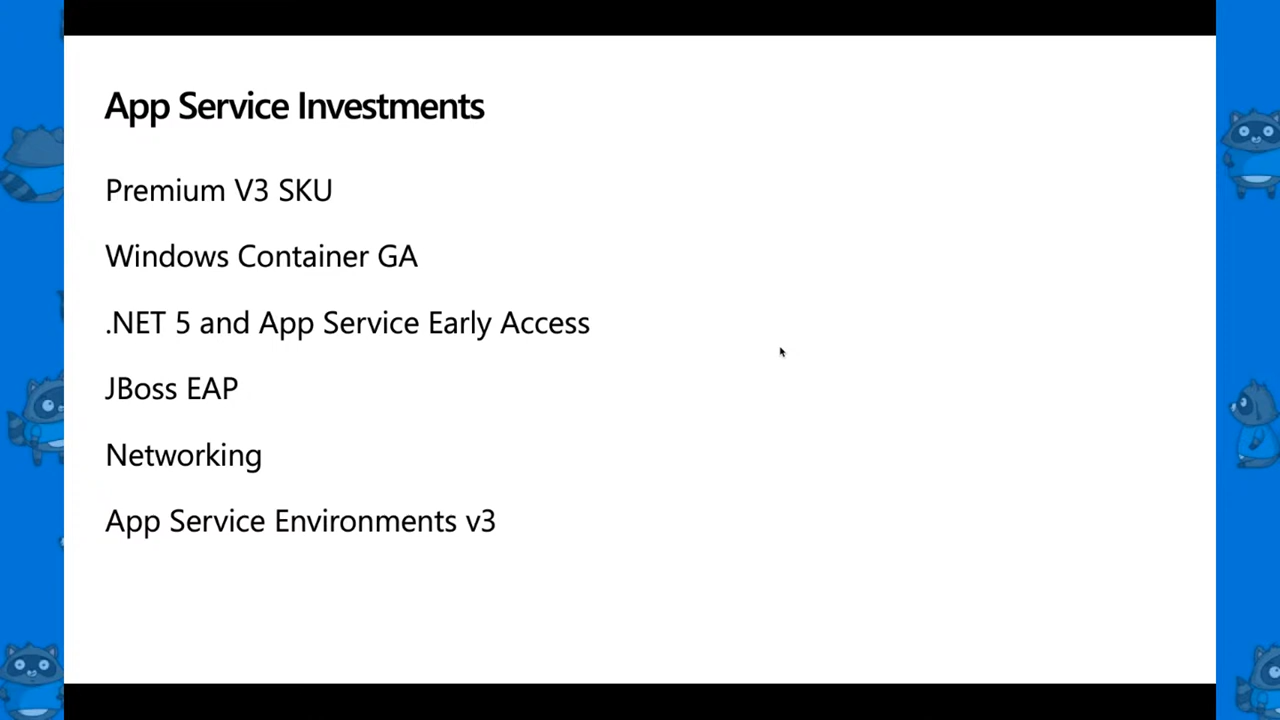 App Service Investments
Premium V3 SKU
Windows Container GA
.NET 5 and App Service Early Access
JBoss EAP
Networking
App Service Environments v3